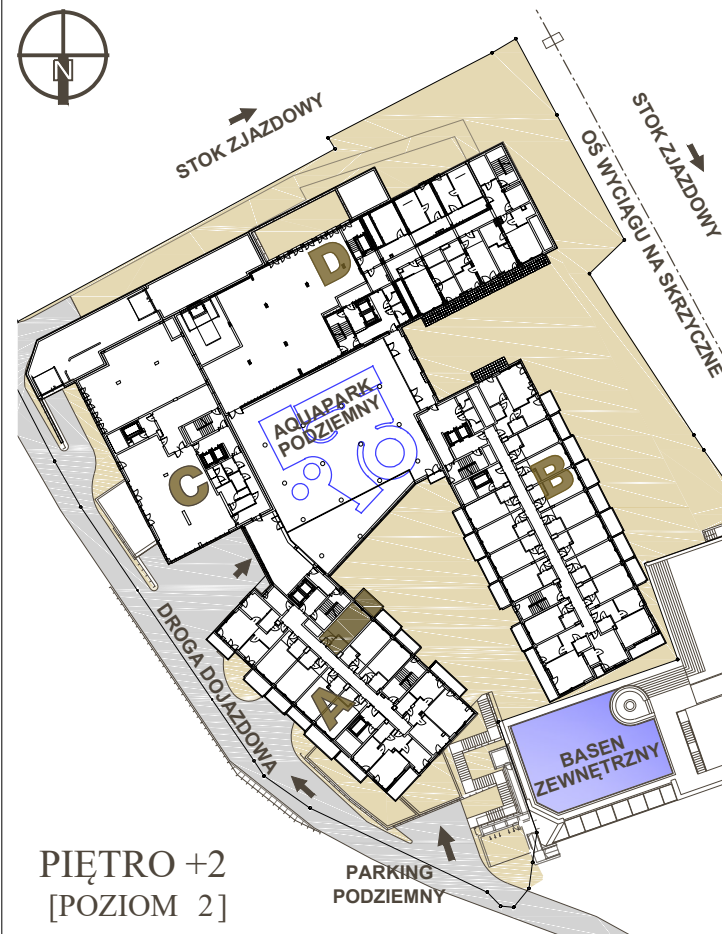 N
STOK ZJAZDOWY
STOK ZJAZDOWY
OŚ WYCIĄGU NA SKRZYCZNE
D
AQUAPARK
PODZIEMNY
C
B
DROGA DOJAZDOWA
A
BASEN
ZEWNĘTRZNY
PIĘTRO +2
[POZIOM 2]
PARKING
PODZIEMNY